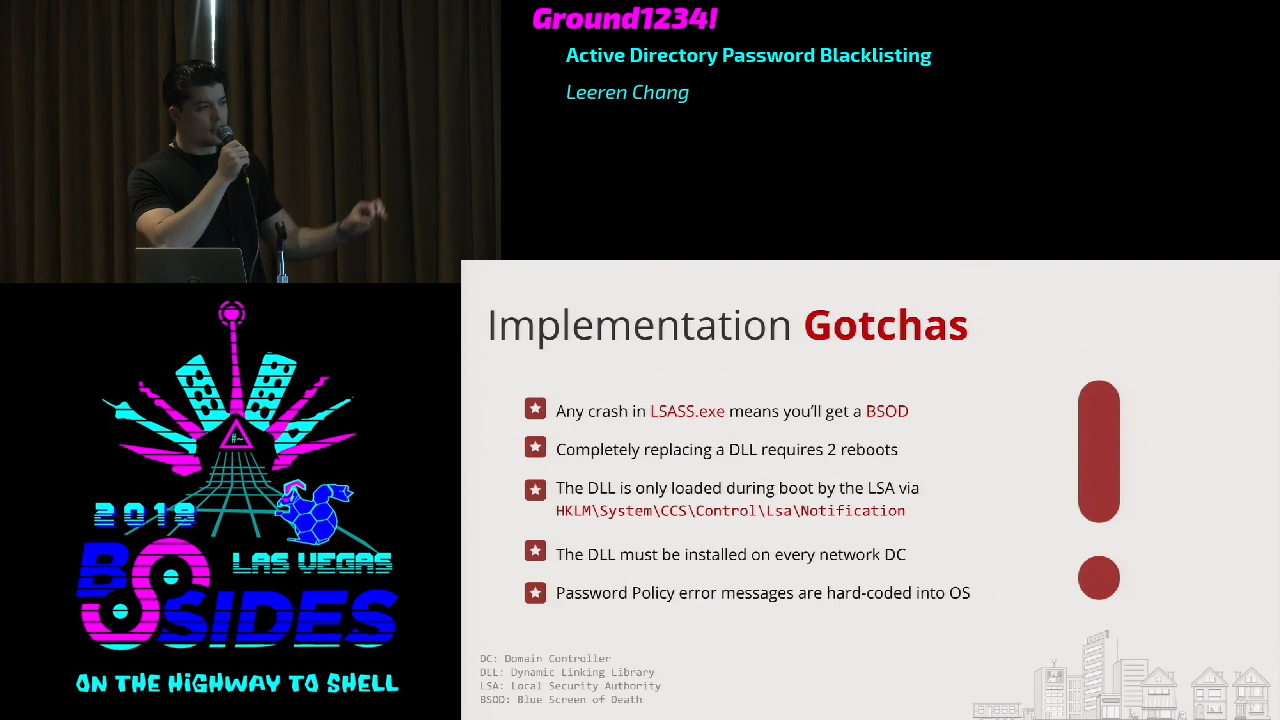 Ground1234!
Active Directory Password Blacklisting
Leeren Chang
Implementation Gotchas
Any crash in LSASS.exe means you'll get a BSOD
Completely replacing a DLL requires 2 reboots
The DLL is only loaded during boot by the LSA via
HKLM\System\CCS\Control\Lsa\Notification
The DLL must be installed on every network DC
Password Policy error messages are hard-coded into OS
DC: Domain Controller
DLL: Dynamic Linking Library
LSA: Local Security Authority
BSOD: Blue Screen of Death
#~
2019
LAS VEGAS
BSIDES
ON THE HIGHWAY TO SHELL